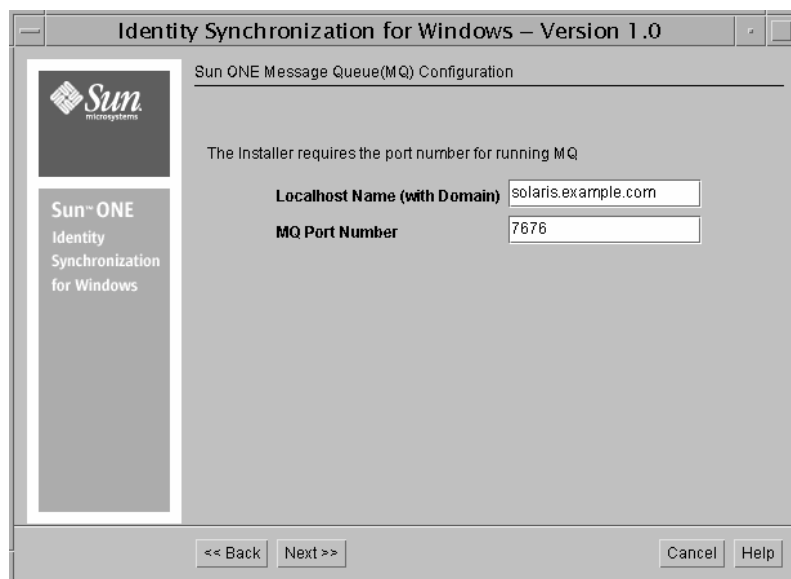 Identity Synchronization for Windows – Version 1.0
Sun
microsystems
Sun™ ONE
Identity
Synchronization
for Windows
Sun ONE Message Queue(MQ) Configuration
The Installer requires the port number for running MQ
Localhost Name (with Domain) solaris.example.com
MQ Port Number 7676
<< Back Next >> Cancel Help